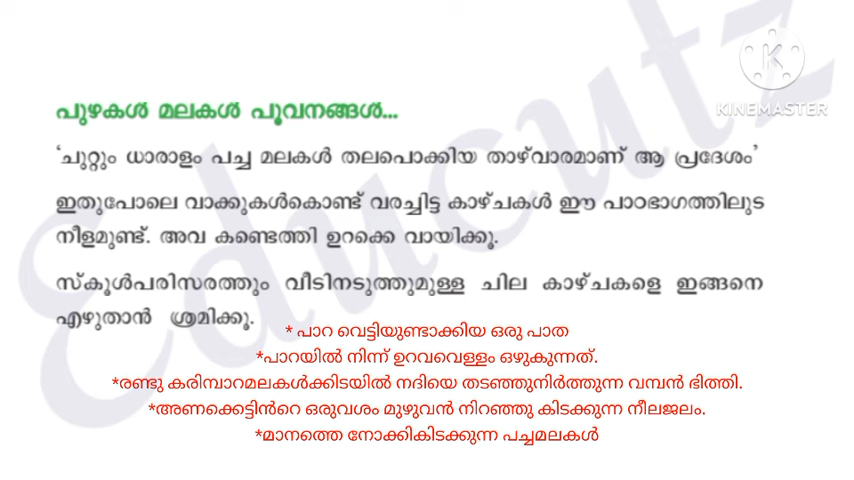 KINEMASTER
പുഴകൾ മലകൾ പൂവനങ്ങൾ...
'ചുറ്റും ധാരാളം പച്ച മലകൾ തലപൊക്കിയ താഴ്‌വാരമാണ് ആ പ്രദേശം'
ഇതുപോലെ വാക്കുകൾകൊണ്ട് വരച്ചിട്ട കാഴ്ചകൾ ഈ പാഠഭാഗത്തിലുട
നീളമുണ്ട്. അവ കണ്ടെത്തി ഉറക്കെ വായിക്കൂ.
സ്കൂൾപരിസരത്തും വീടിനടുത്തുമുള്ള ചില കാഴ്ചകളെ ഇങ്ങനെ
എഴുതാൻ ശ്രമിക്കൂ.
* പാറ വെട്ടിയുണ്ടാക്കിയ ഒരു പാത
*പാറയിൽ നിന്ന് ഉറവവെള്ളം ഒഴുകുന്നത്.
*രണ്ടു കരിമ്പാറമലകൾക്കിടയിൽ നദിയെ തടഞ്ഞുനിർത്തുന്ന വമ്പൻ ഭിത്തി.
*അണക്കെട്ടിൻറെ ഒരുവശം മുഴുവൻ നിറഞ്ഞു കിടക്കുന്ന നീലജലം.
*മാനത്തെ നോക്കികിടക്കുന്ന പച്ചമലകൾ
Educutz